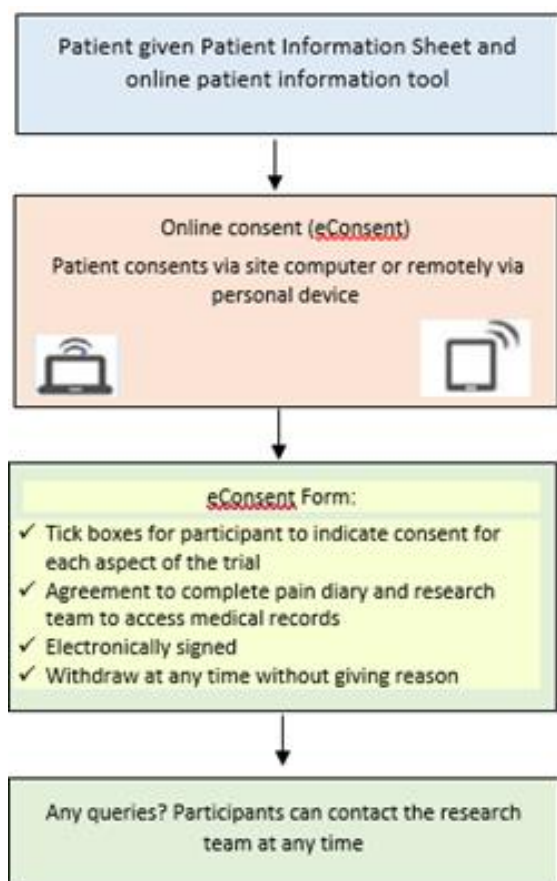 Patient given Patient Information Sheet and
online patient information tool
Online consent (eConsent)
Patient consents via site computer or remotely via
personal device
eConsent Form:
✓ Tick boxes for participant to indicate consent for
each aspect of the trial
✓ Agreement to complete pain diary and research
team to access medical records
✓ Electronically signed
✓ Withdraw at any time without giving reason
Any queries? Participants can contact the research
team at any time